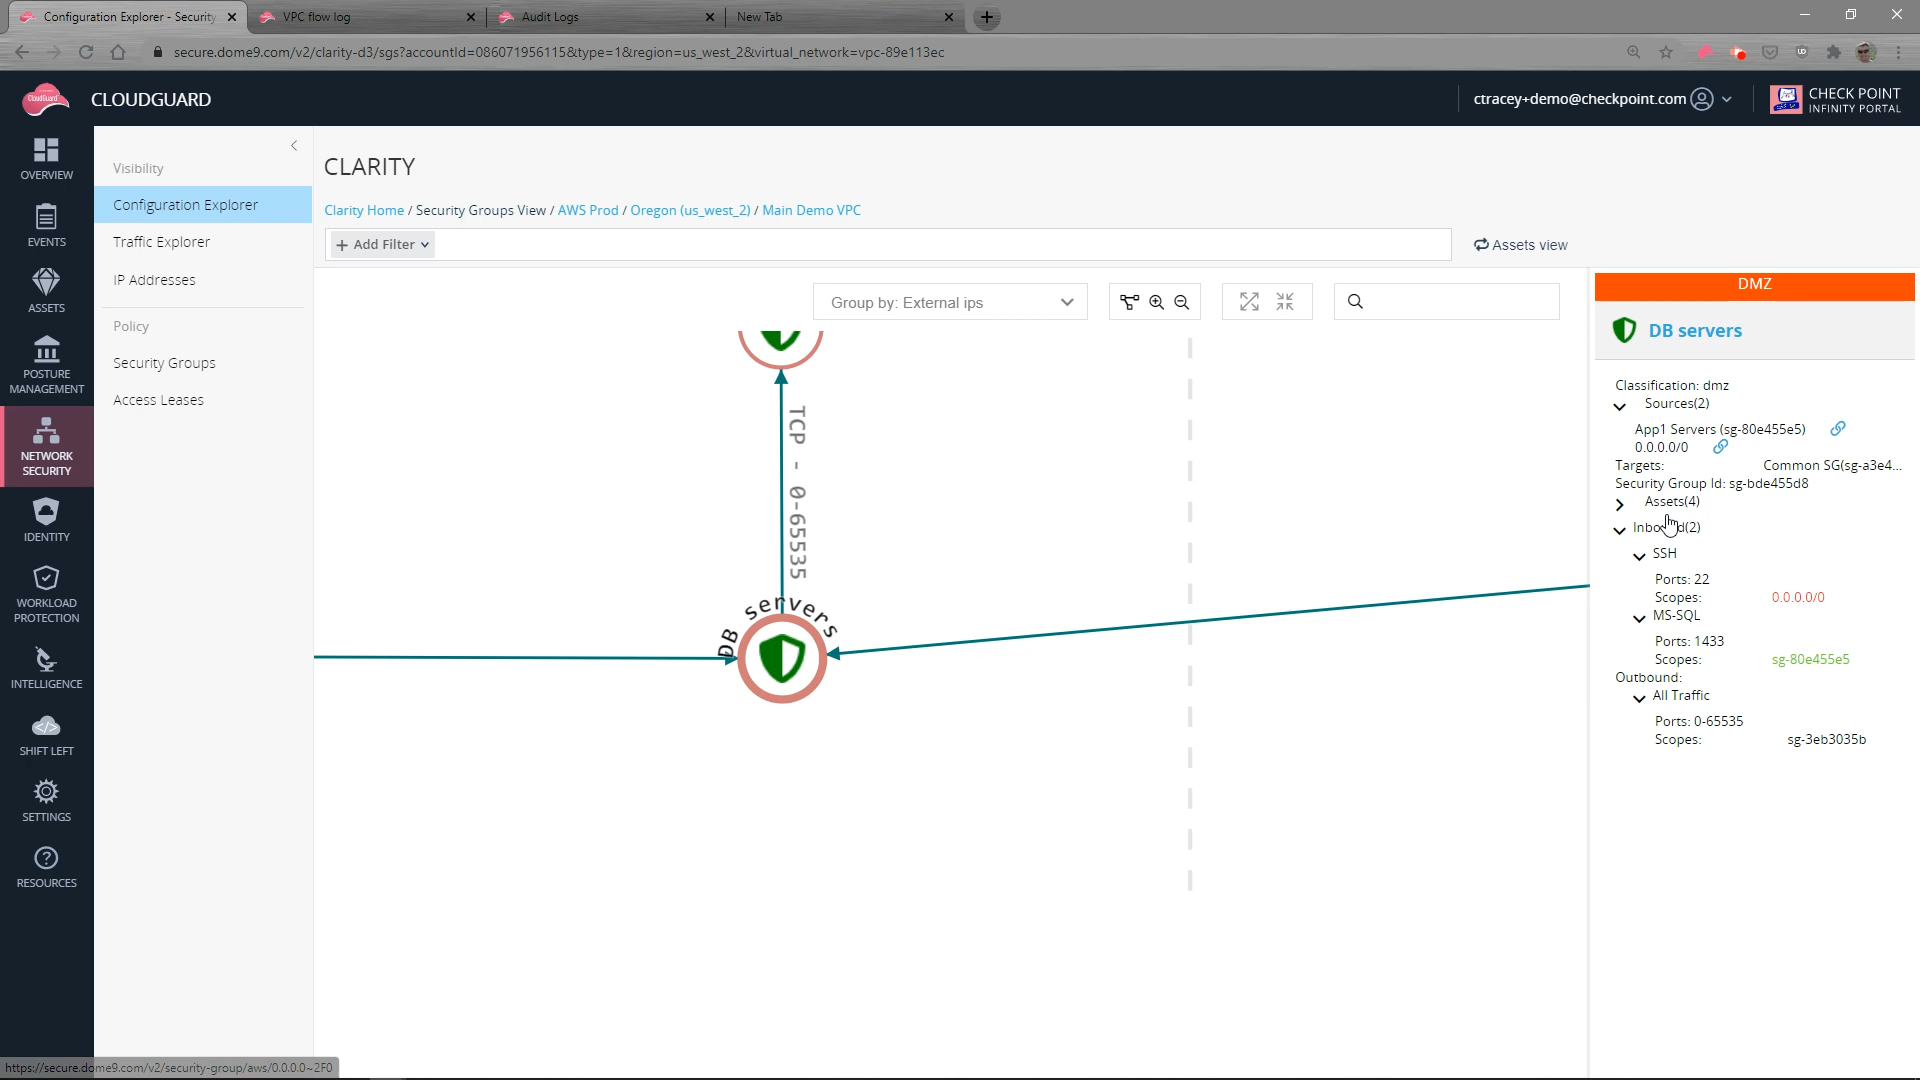 Configuration Explorer - Security
VPC flow log
Audit Logs
New Tab
secure.dome9.com/v2/clarity-d3/sgs?accountId=086071956115&type=1&region=us_west_2&virtual_network=vpc-89e113ec
CloudGuard
CLOUDGUARD
ctracey+demo@checkpoint.com
CHECK POINT
INFINITY PORTAL
OVERVIEW
EVENTS
ASSETS
POSTURE
MANAGEMENT
NETWORK
SECURITY
IDENTITY
WORKLOAD
PROTECTION
INTELLIGENCE
SHIFT LEFT
SETTINGS
RESOURCES
Visibility
Configuration Explorer
Traffic Explorer
IP Addresses
Policy
Security Groups
Access Leases
CLARITY
Clarity Home / Security Groups View / AWS Prod / Oregon (us_west_2) / Main Demo VPC
+ Add Filter
Assets view
Group by: External ips
TCP - 0-65535
DB servers
DMZ
DB servers
Classification: dmz
Sources(2)
App1 Servers (sg-80e455e5)
0.0.0.0/0
Targets: Common SG(sg-a3e4...
Security Group Id: sg-bde455d8
Assets(4)
SSH
Ports: 22
Scopes: 0.0.0.0/0
MS-SQL
Ports: 1433
Scopes: sg-80e455e5
Outbound:
All Traffic
Ports: 0-65535
Scopes: sg-3eb3035b
https://secure.dome9.com/v2/security-group/aws/0.0.0.0~2F0